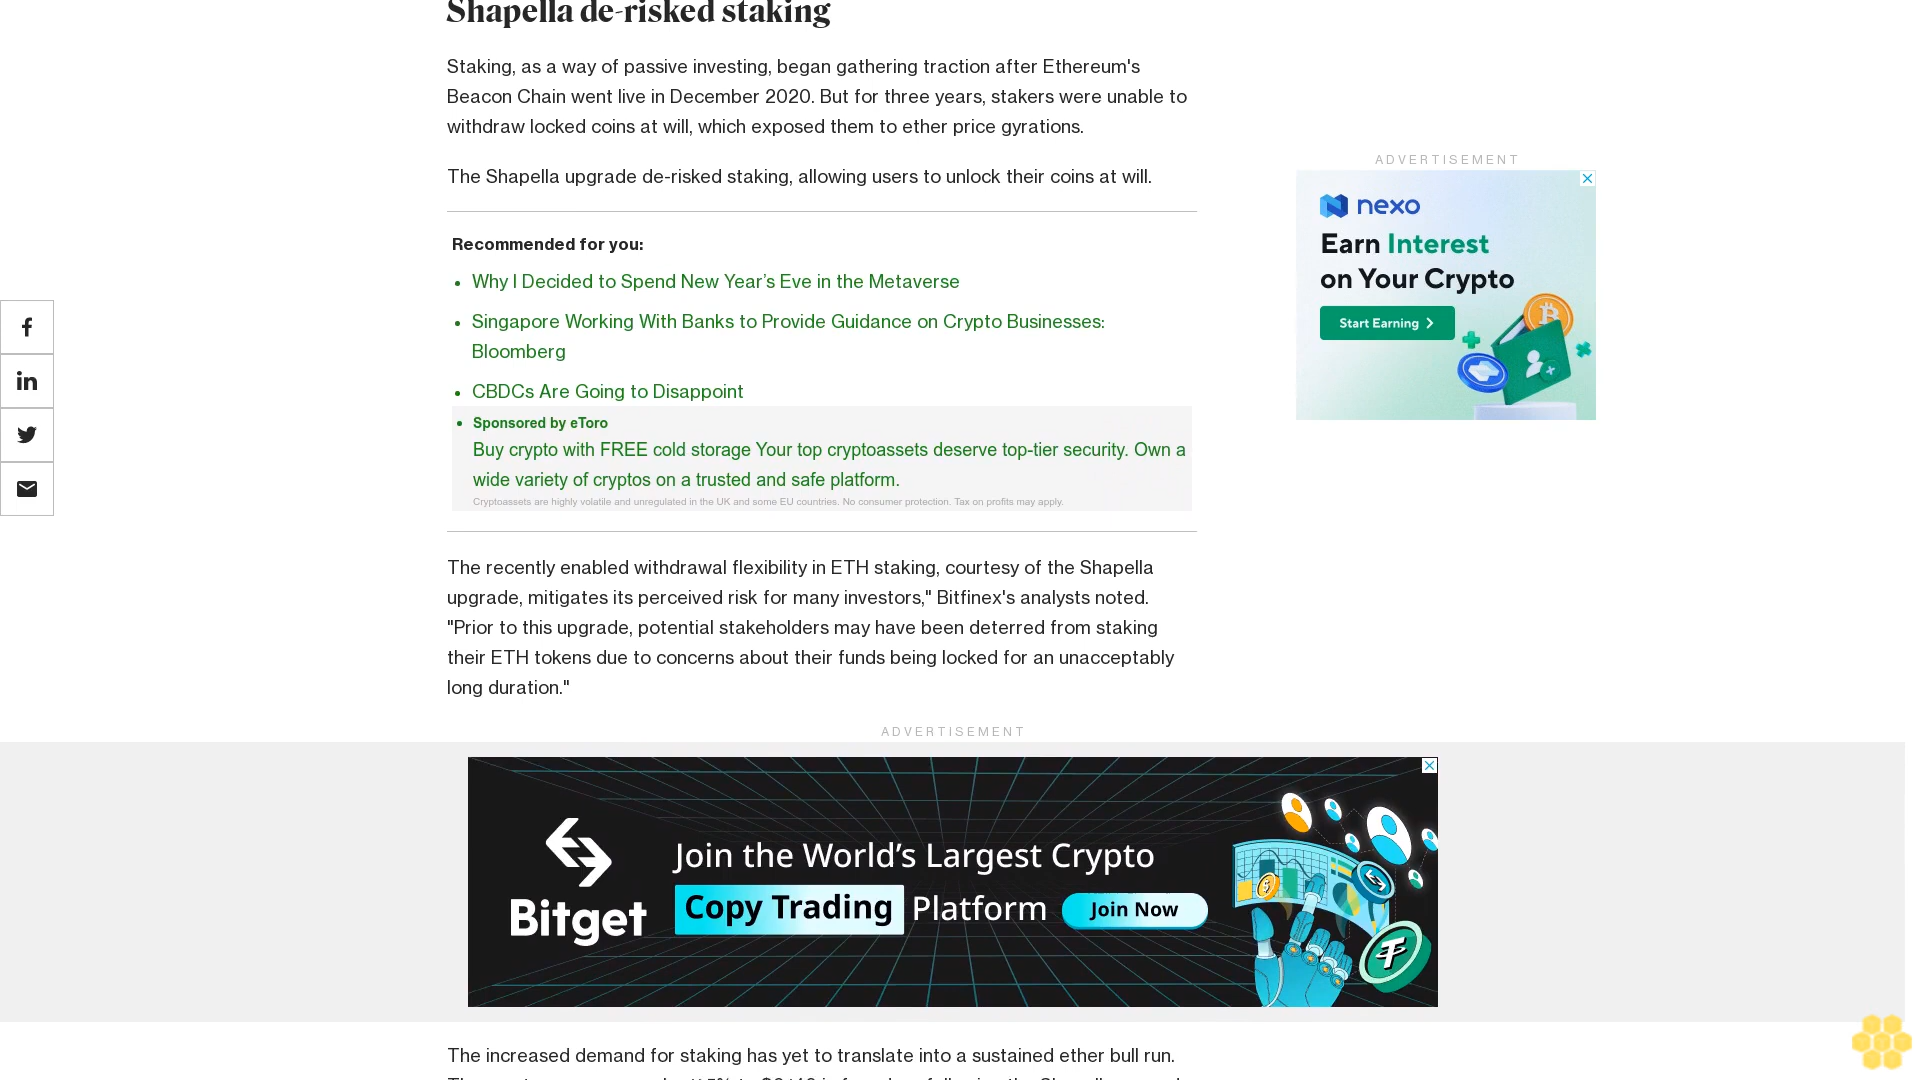 Shapella de-risked staking
Staking, as a way of passive investing, began gathering traction after Ethereum's
Beacon Chain went live in December 2020. But for three years, stakers were unable to
withdraw locked coins at will, which exposed them to ether price gyrations.
The Shapella upgrade de-risked staking, allowing users to unlock their coins at will.
Recommended for you:
• Why I Decided to Spend New Year’s Eve in the Metaverse
• Singapore Working With Banks to Provide Guidance on Crypto Businesses:
Bloomberg
• CBDCs Are Going to Disappoint
• Sponsored by eToro
Buy crypto with FREE cold storage Your top cryptoassets deserve top-tier security. Own a
wide variety of cryptos on a trusted and safe platform.
Cryptoassets are highly volatile and unregulated in the UK and some EU countries. No consumer protection. Tax on profits may apply.
ADVERTISEMENT
nexo
Earn Interest
on Your Crypto
Start Earning
The recently enabled withdrawal flexibility in ETH staking, courtesy of the Shapella
upgrade, mitigates its perceived risk for many investors," Bitfinex's analysts noted.
"Prior to this upgrade, potential stakeholders may have been deterred from staking
their ETH tokens due to concerns about their funds being locked for an unacceptably
long duration."
ADVERTISEMENT
Bitget
Join the World’s Largest Crypto
Copy Trading Platform Join Now
The increased demand for staking has yet to translate into a sustained ether bull run.